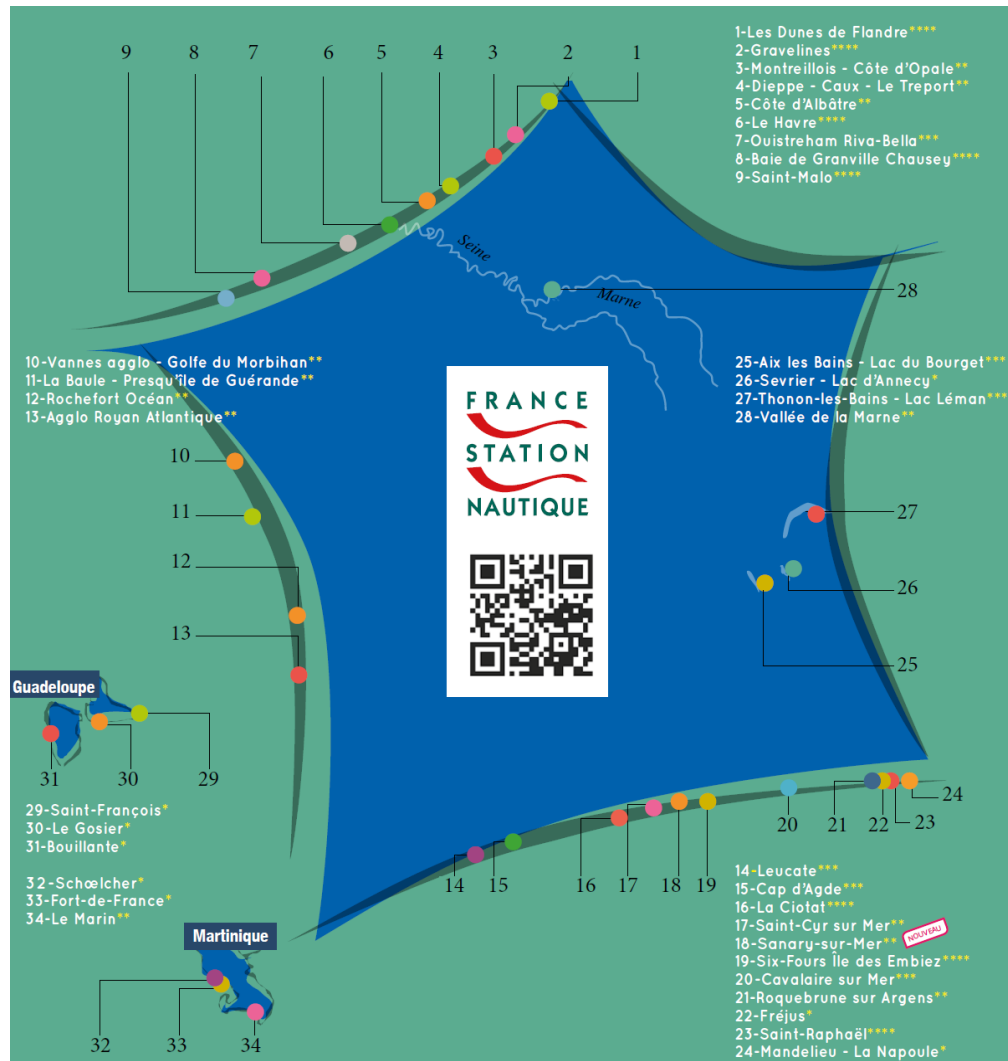 9
8
7
6
5
4
3
2
1
1-Les Dunes de Flandre****
2-Gravelines****
3-Montreillois - Côte d'Opale**
4-Dieppe - Caux - Le Treport**
5-Côte d'Albâtre**
6-Le Havre****
7-Ouistreham Riva-Bella***
8-Baie de Granville Chausey****
9-Saint-Malo****
Seine
Marne
28
10-Vannes agglo - Golfe du Morbihan**
11-La Baule - Presqu'île de Guérande**
12-Rochefort Océan**
13-Agglo Royan Atlantique**
25-Aix les Bains - Lac du Bourget***
26-Sevrier - Lac d'Annecy*
27-Thonon-les-Bains - Lac Léman***
28-Vallée de la Marne**
FRANCE
STATION
NAUTIQUE
10
11
12
13
27
26
25
Guadeloupe
31
30
29
29-Saint-François*
30-Le Gosier*
31-Bouillante*
32-Schœlcher*
33-Fort-de-France*
34-Le Marin**
Martinique
32
33
34
14
15
16
17
18
19
20
21
22
23
24
14-Leucate***
15-Cap d'Agde***
16-La Ciotat****
17-Saint-Cyr sur Mer**
18-Sanary-sur-Mer** NOUVEAU
19-Six-Fours Île des Embiez****
20-Cavalaire sur Mer***
21-Roquebrune sur Argens**
22-Fréjus*
23-Saint-Raphaël****
24-Mandelieu - La Napoule*